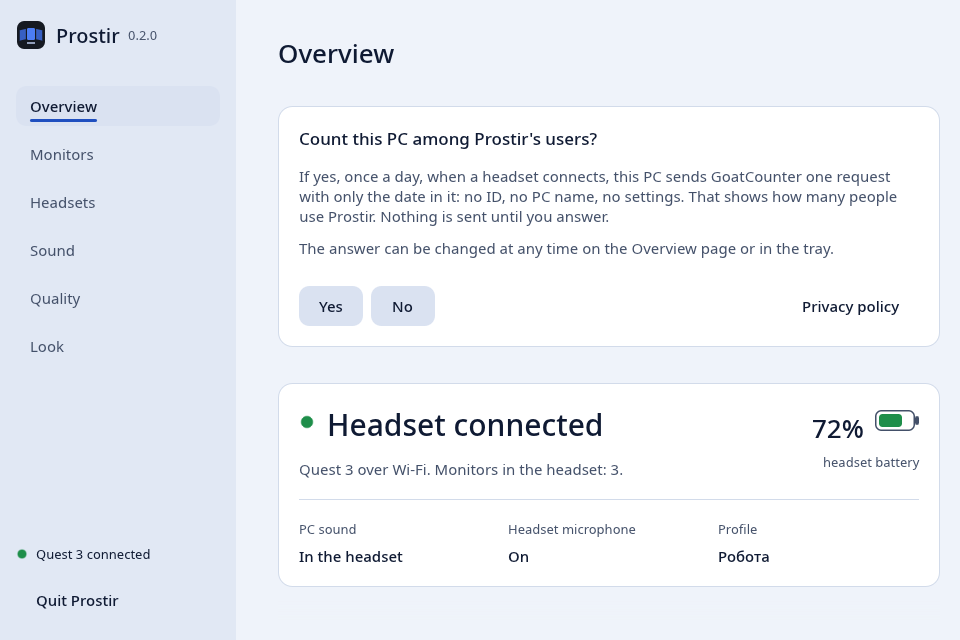 Prostir 0.2.0
Overview
Monitors
Headsets
Sound
Quality
Look
Quest 3 connected
Quit Prostir
Overview
Count this PC among Prostir's users?
If yes, once a day, when a headset connects, this PC sends GoatCounter one request
with only the date in it: no ID, no PC name, no settings. That shows how many people
use Prostir. Nothing is sent until you answer.
The answer can be changed at any time on the Overview page or in the tray.
Yes No Privacy policy
Headset connected 72%
headset battery
Quest 3 over Wi-Fi. Monitors in the headset: 3.
PC sound Headset microphone Profile
In the headset On Робота